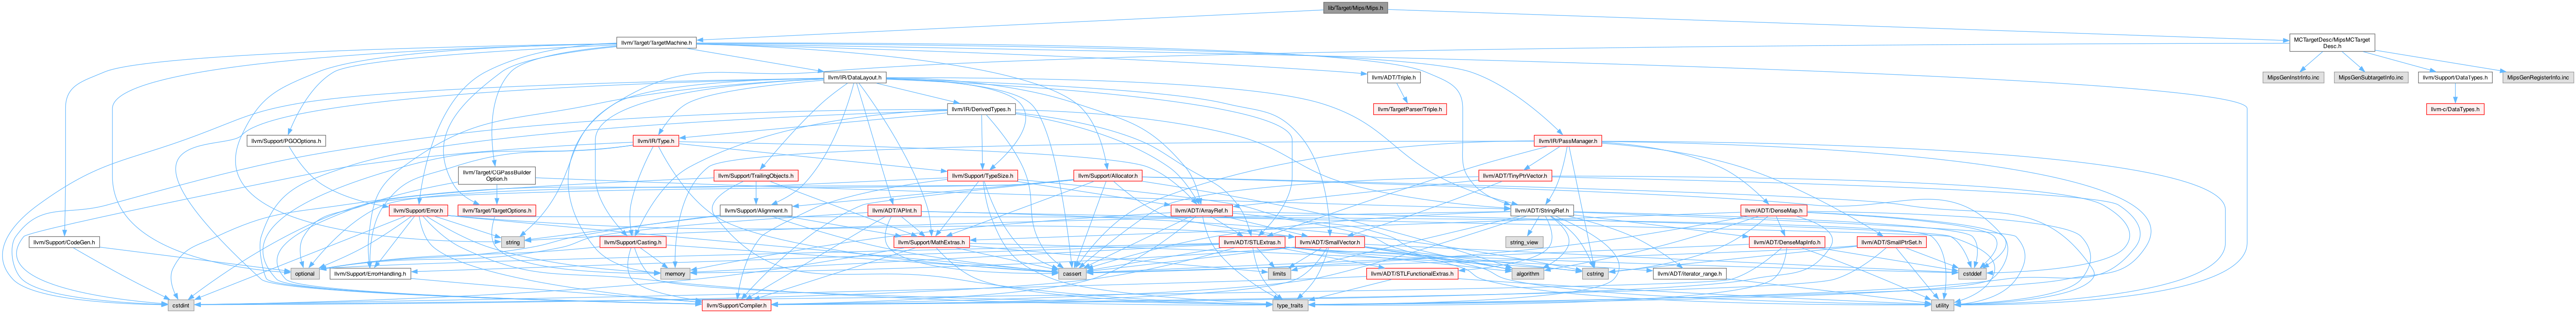 lib/Target/Mips/Mips.h
llvm/Target/TargetMachine.h
MCTargetDesc/MipsMCTarget
Desc.h
llvm/IR/DataLayout.h
llvm/ADT/Triple.h
MipsGenInstrInfo.inc
MipsGenSubtargetInfo.inc
llvm/Support/DataTypes.h
MipsGenRegisterInfo.inc
llvm/IR/DerivedTypes.h
llvm/TargetParser/Triple.h
llvm-c/DataTypes.h
llvm/Support/PGOOptions.h
llvm/IR/Type.h
llvm/IR/PassManager.h
llvm/Target/CGPassBuilder
Option.h
llvm/Support/TrailingObjects.h
llvm/Support/TypeSize.h
llvm/Support/Allocator.h
llvm/ADT/TinyPtrVector.h
llvm/Support/Error.h
llvm/Target/TargetOptions.h
llvm/Support/Alignment.h
llvm/ADT/APInt.h
llvm/ADT/ArrayRef.h
llvm/ADT/StringRef.h
llvm/ADT/DenseMap.h
llvm/Support/CodeGen.h
string
llvm/Support/Casting.h
llvm/Support/MathExtras.h
llvm/ADT/STLExtras.h
llvm/ADT/SmallVector.h
string_view
llvm/ADT/DenseMapInfo.h
llvm/ADT/SmallPtrSet.h
optional
llvm/Support/ErrorHandling.h
memory
cassert
llvm/ADT/STLFunctionalExtras.h
limits
algorithm
cstring
llvm/ADT/iterator_range.h
cstddef
cstdint
llvm/Support/Compiler.h
type_traits
utility